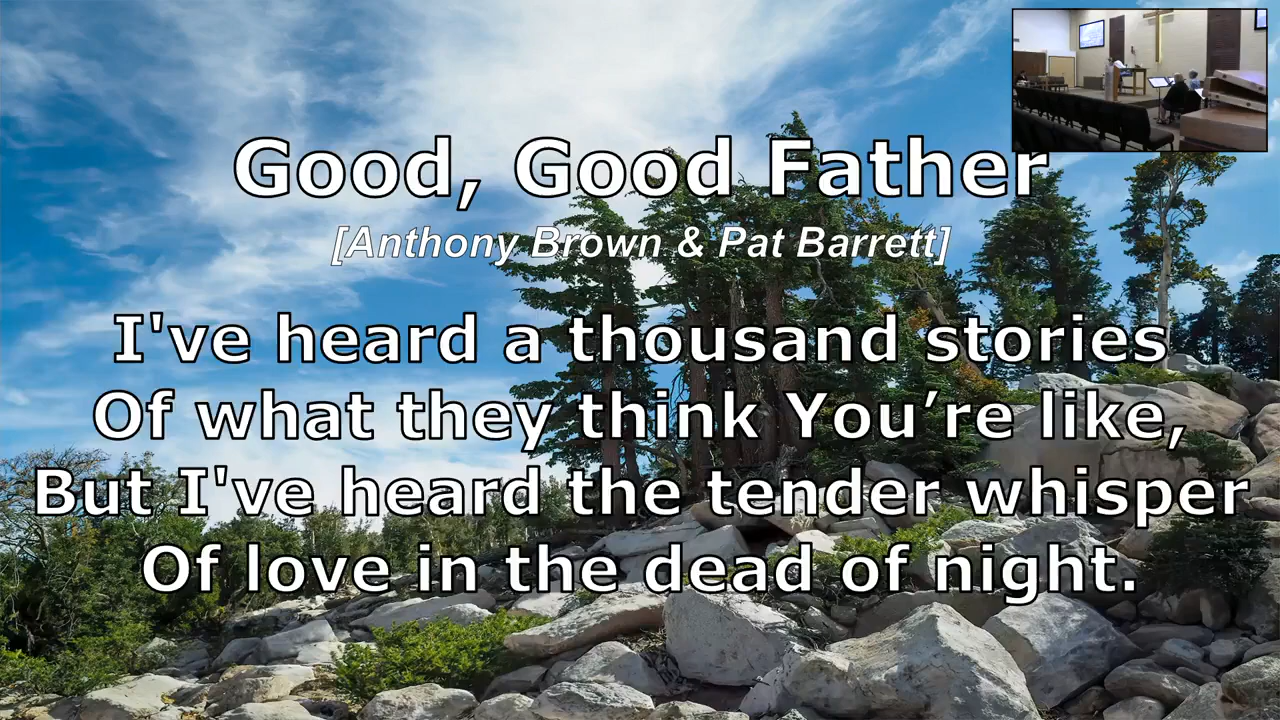 Good, Good Father
[Anthony Brown & Pat Barrett]
I've heard a thousand stories
Of what they think You’re like,
But I've heard the tender whisper
Of love in the dead of night.